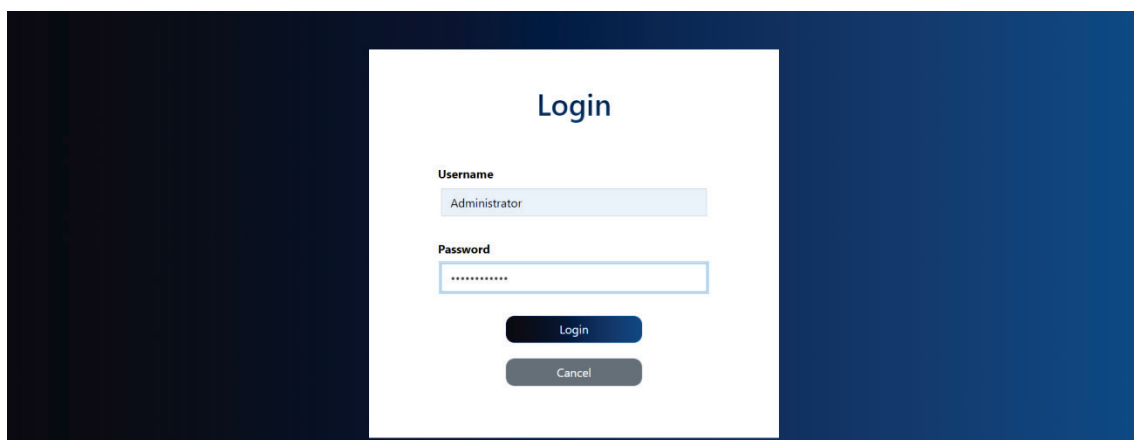 Login
Username
Administrator
Password
••••••••••••
Login
Cancel